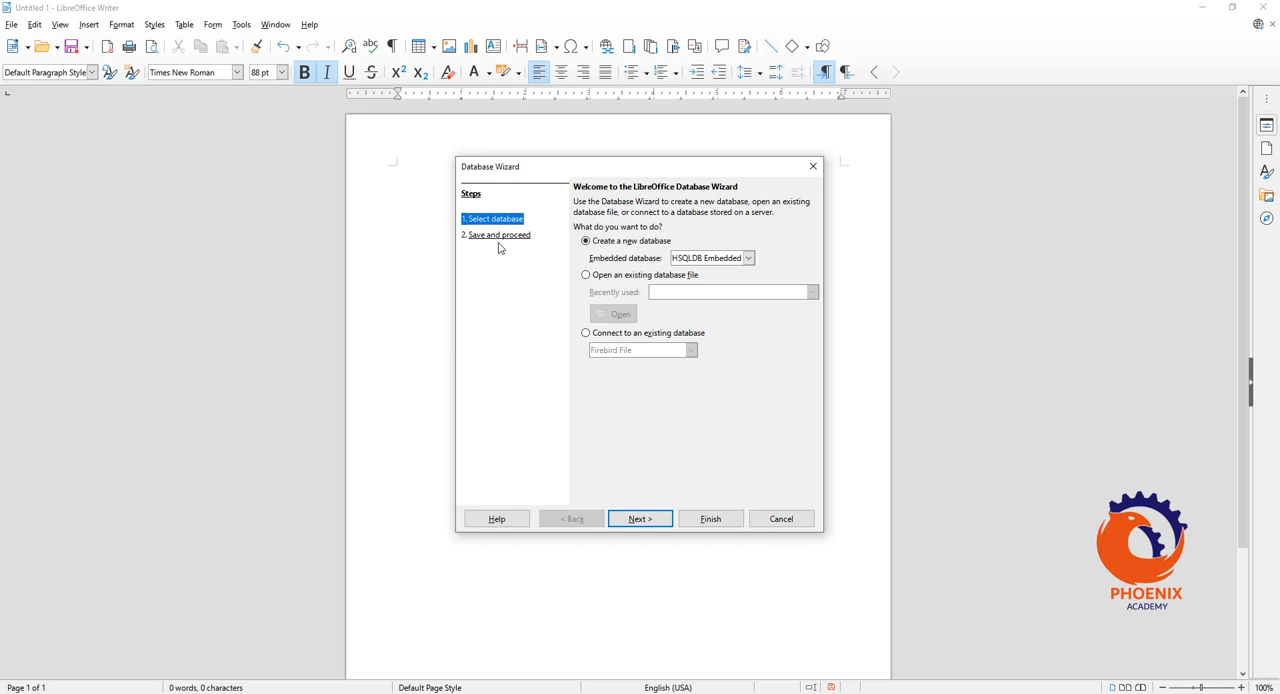 Untitled 1 - LibreOffice Writer
File Edit View Insert Format Styles Table Form Tools Window Help
Default Paragraph Style Times New Roman 88 pt
Database Wizard
Steps
1. Select database
2. Save and proceed
Welcome to the LibreOffice Database Wizard
Use the Database Wizard to create a new database, open an existing
database file, or connect to a database stored on a server.
What do you want to do?
Create a new database
Embedded database: HSQLDB Embedded
Open an existing database file
Recently used:
Open
Connect to an existing database
Firebird File
Help < Back Next > Finish Cancel
PHOENIX
ACADEMY
Page 1 of 1 0 words, 0 characters Default Page Style English (USA) 100%